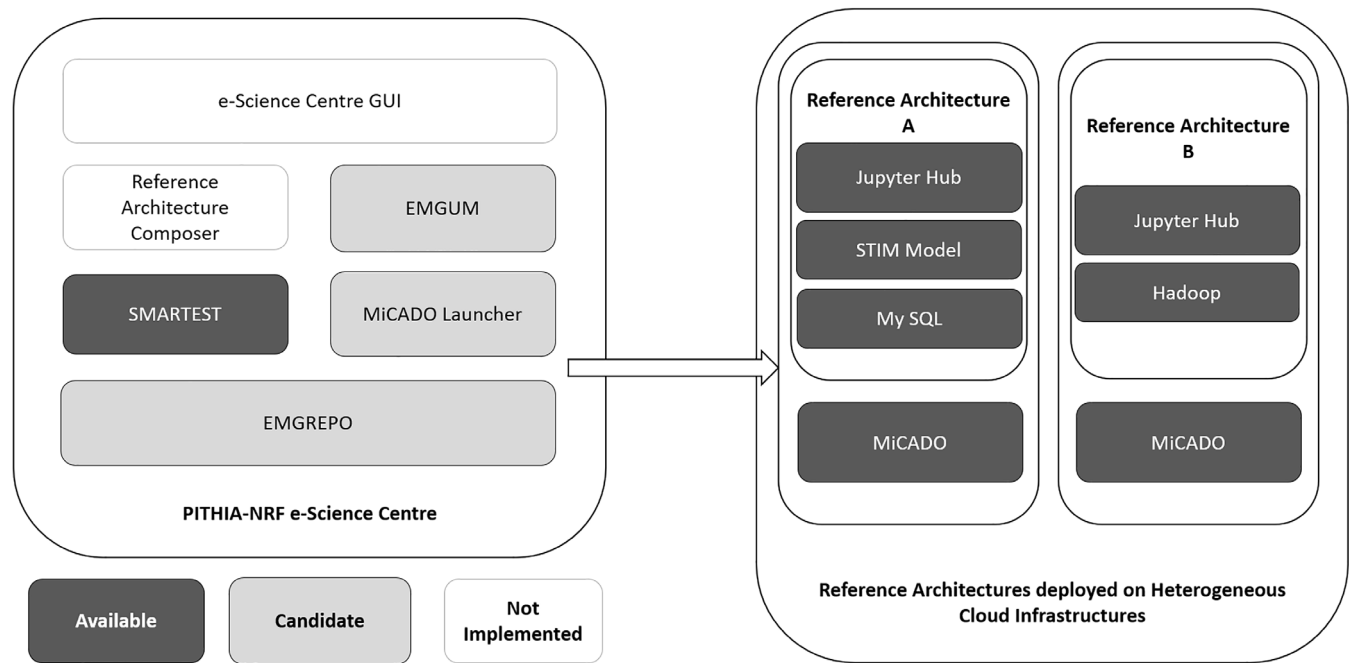 e-Science Centre GUI
Reference
Architecture
Composer
EMGUM
SMARTEST
MiCADO Launcher
EMGREPO
PITHIA-NRF e-Science Centre
Available
Candidate
Not
Implemented
Reference Architecture
A
Jupyter Hub
STIM Model
My SQL
MiCADO
Reference Architecture
B
Jupyter Hub
Hadoop
MiCADO
Reference Architectures deployed on Heterogeneous
Cloud Infrastructures